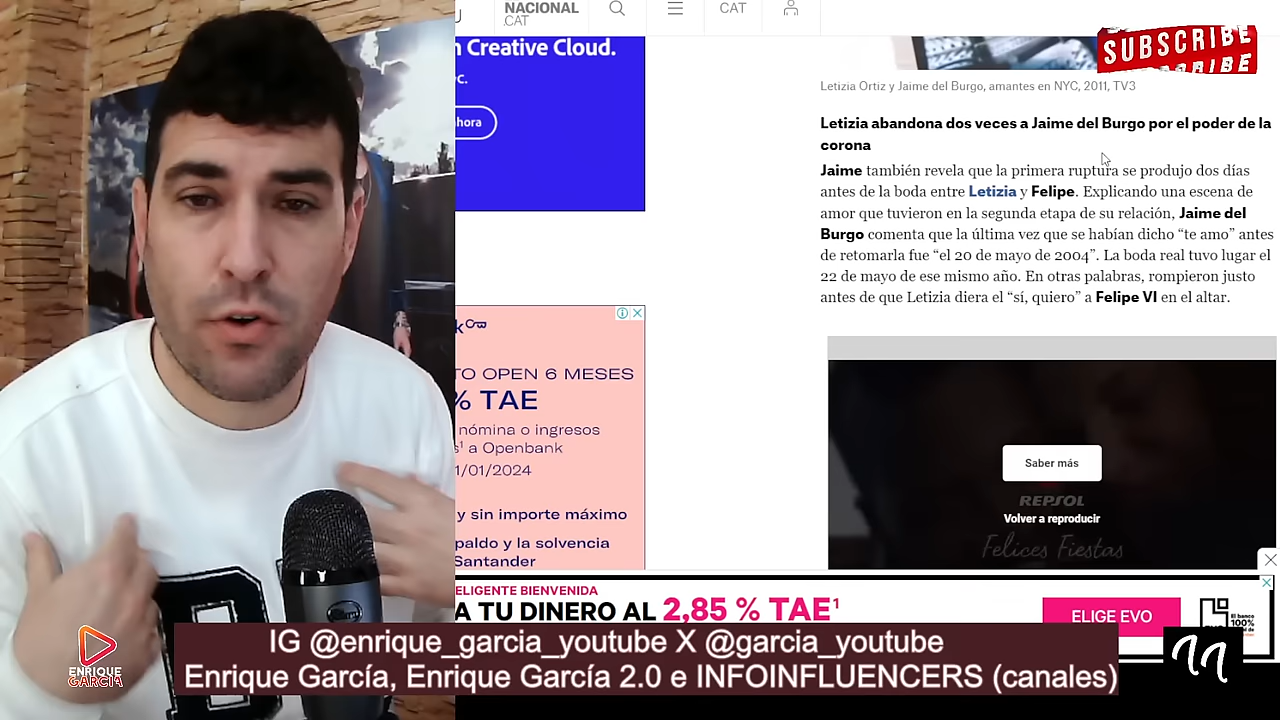 NACIONAL
CAT
CAT
n Creative Cloud.
ec.
ahora
SUBSCRIBE
Letizia Ortiz y Jaime del Burgo, amantes en NYC, 2011, TV3
Letizia abandona dos veces a Jaime del Burgo por el poder de la
corona
Jaime también revela que la primera ruptura se produjo dos días
antes de la boda entre Letizia y Felipe. Explicando una escena de
amor que tuvieron en la segunda etapa de su relación, Jaime del
Burgo comenta que la última vez que se habían dicho “te amo” antes
de retomarla fue “el 20 de mayo de 2004”. La boda real tuvo lugar el
22 de mayo de ese mismo año. En otras palabras, rompieron justo
antes de que Letizia diera el “sí, quiero” a Felipe VI en el altar.
k
TO OPEN 6 MESES
% TAE
nómina o ingresos
s¹ a Openbank
1/01/2024
y sin importe máximo
paldo y la solvencia
Santander
Saber más
REPSOL
Volver a reproducir
Felices Fiestas
ELIGENTE BIENVENIDA
A TU DINERO AL 2,85 % TAE¹
ELIGE EVO
El banco
100%
IG @enrique_garcia_youtube X @garcia_youtube
Enrique García, Enrique García 2.0 e INFOINFLUENCERS (canales)
ENRIQUE
GARCÍA